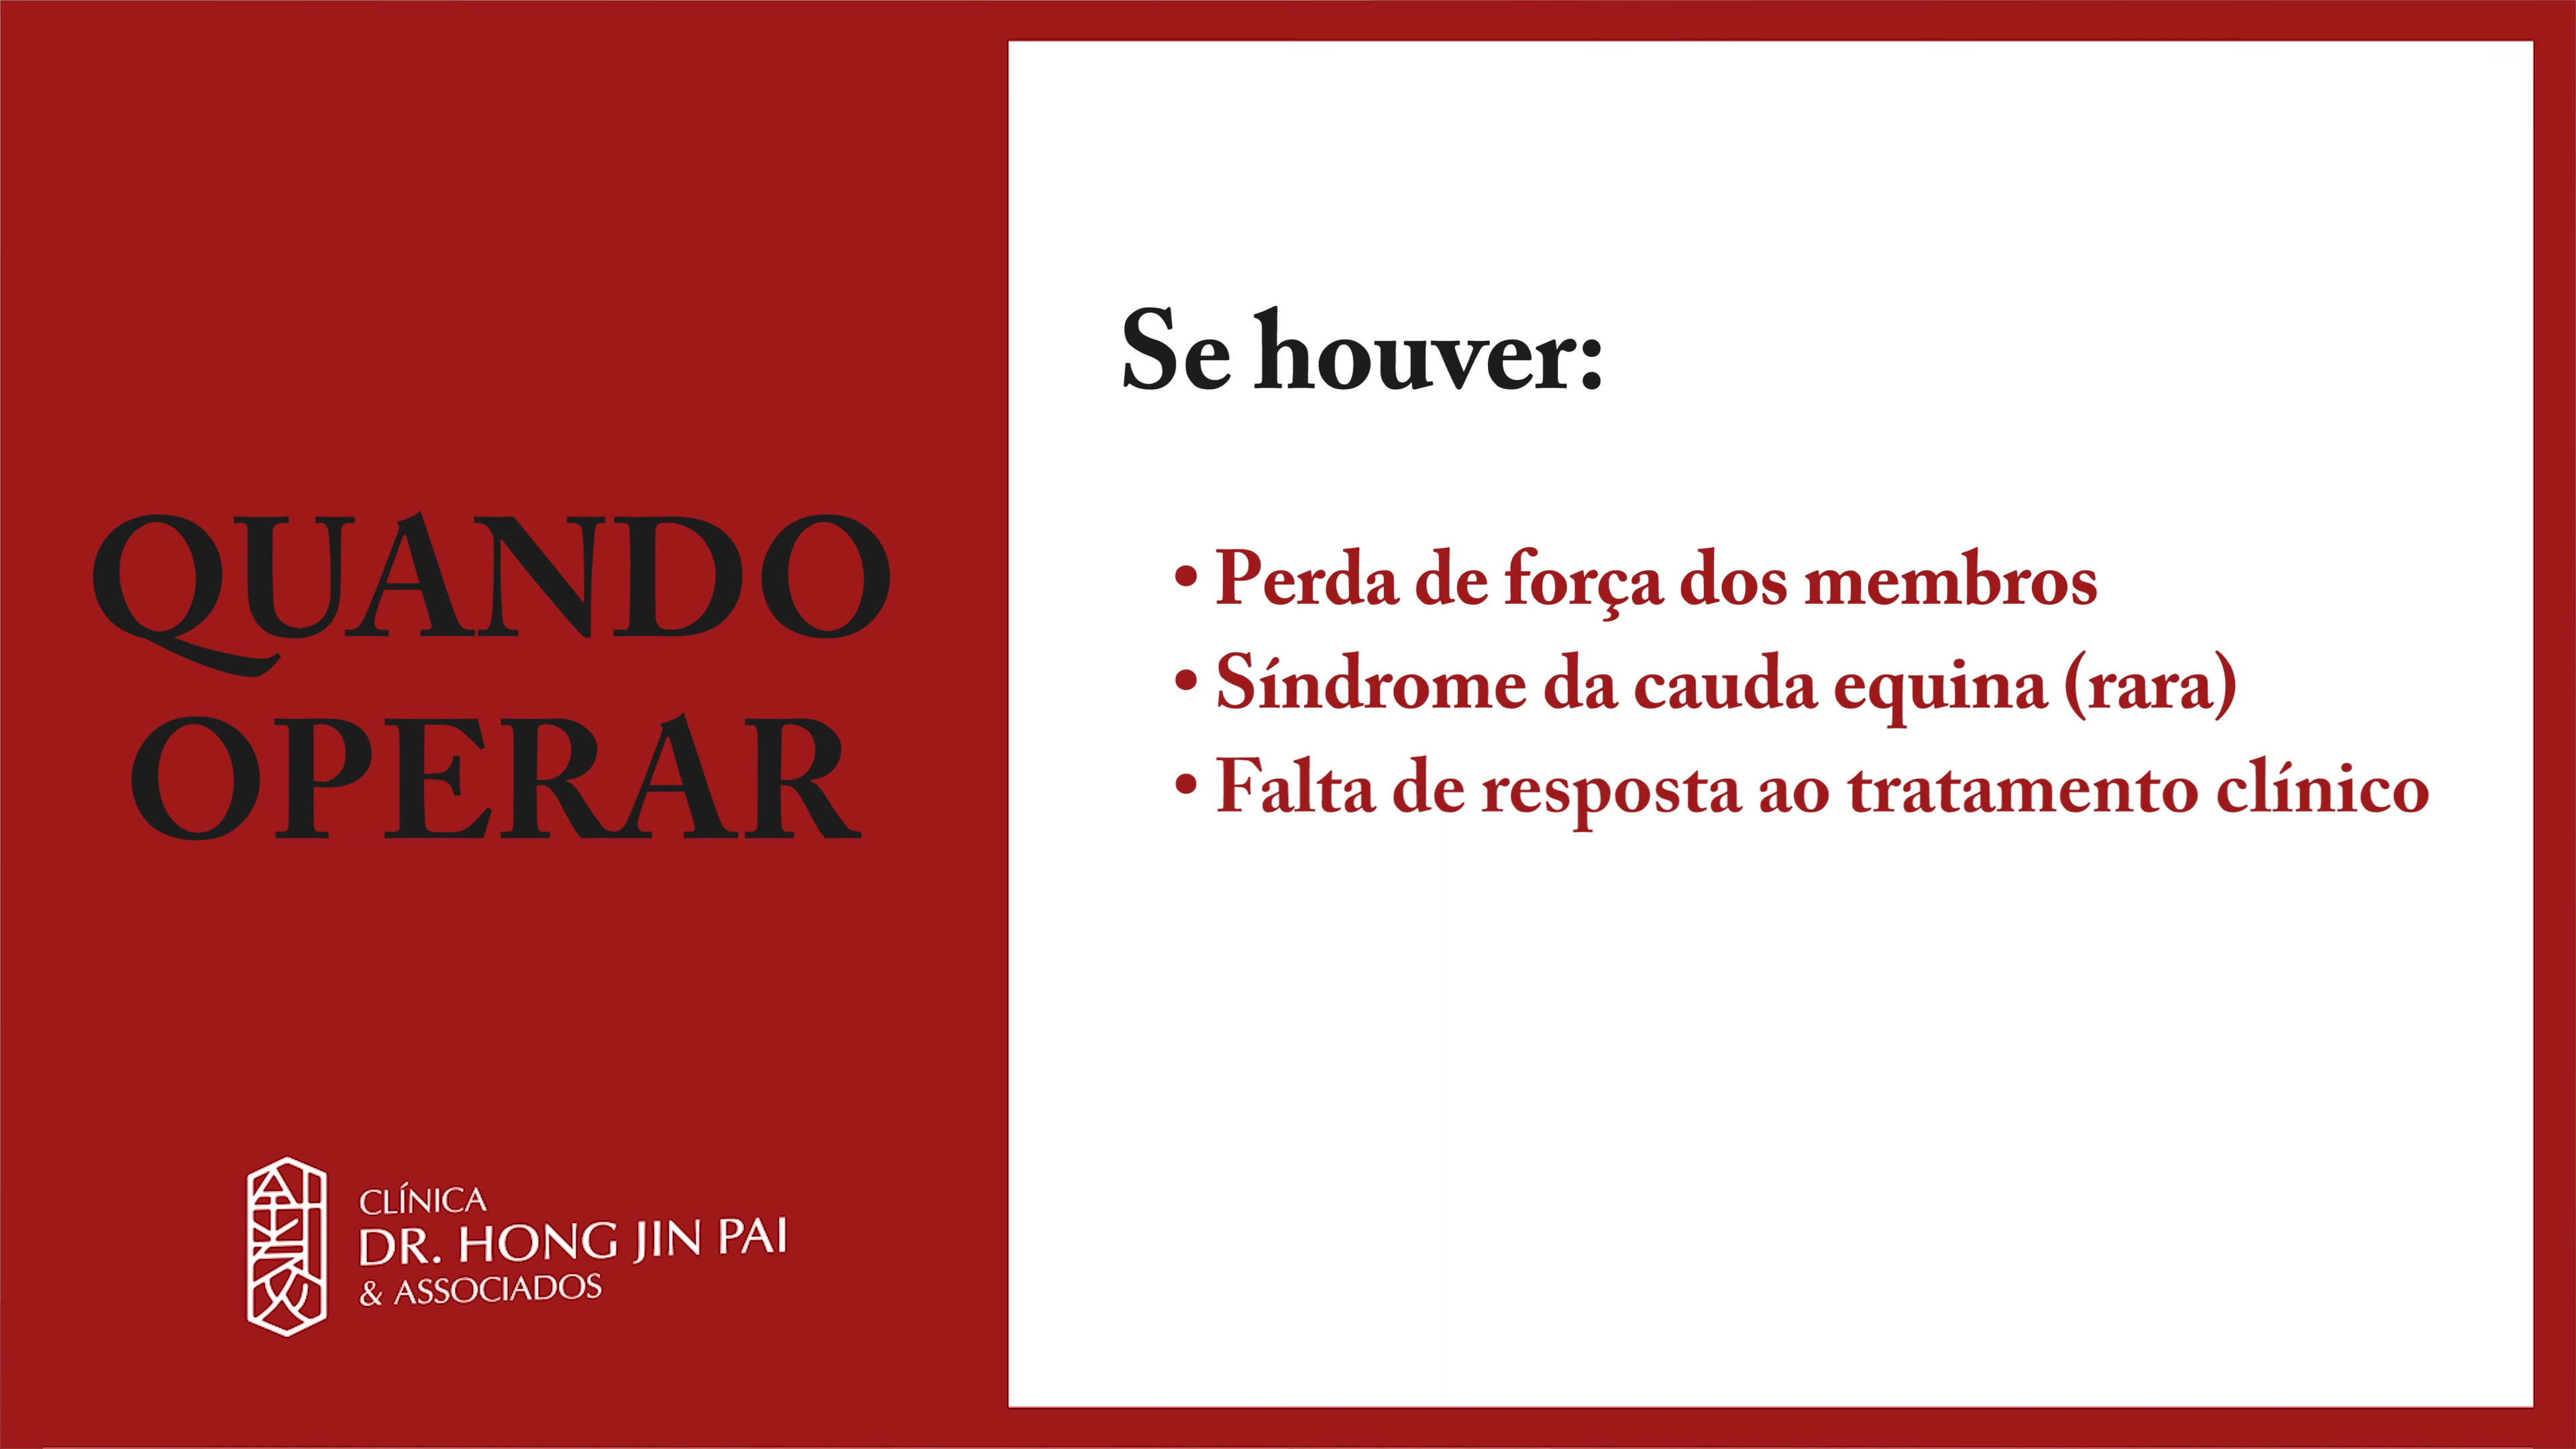 QUANDO
OPERAR
CLÍNICA
DR. HONG JIN PAI
& ASSOCIADOS
Se houver:
• Perda de força dos membros
• Síndrome da cauda equina (rara)
• Falta de resposta ao tratamento clínico